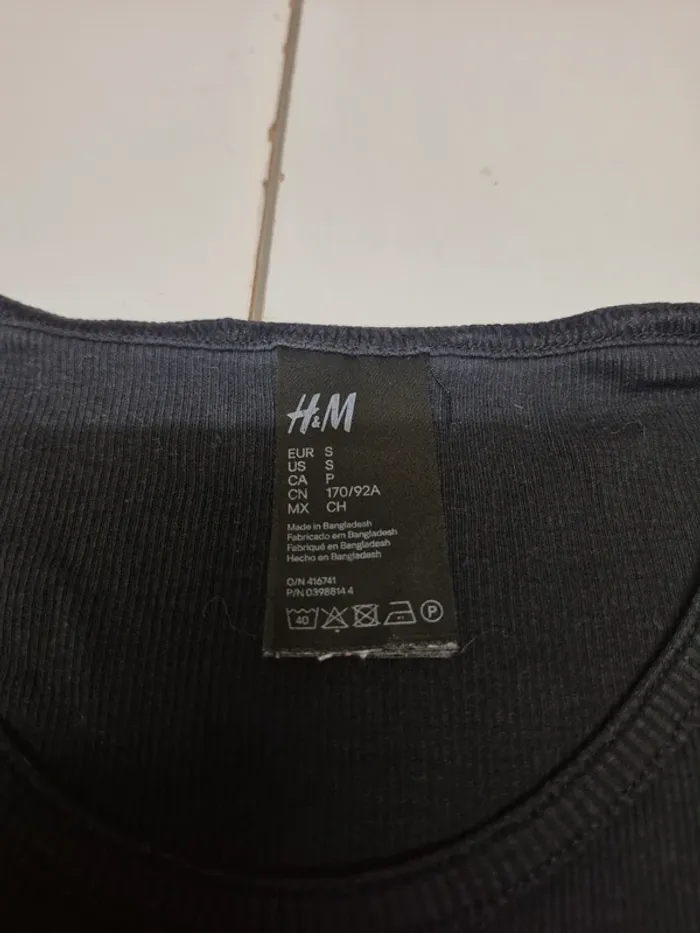 H&M
EUR S
US S
CA P
CN 170/92A
MX CH
Made in Bangladesh
Fabricado em Bangladesh
Fabriqué en Bangladesh
Hecho en Bangladesh
O/N 416741
P/N 0398814 4
40 P